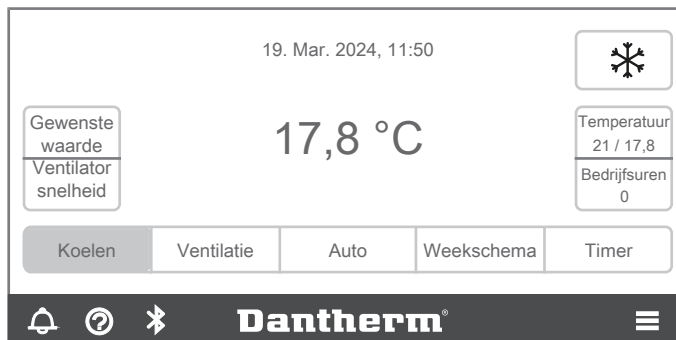 19. Mar. 2024, 11:50
Gewenste
waarde
Ventilator
snelheid
17,8 °C
Temperatuur
21 / 17,8
Bedrijfsuren
0
Koelen Ventilatie Auto Weekschema Timer
Dantherm®